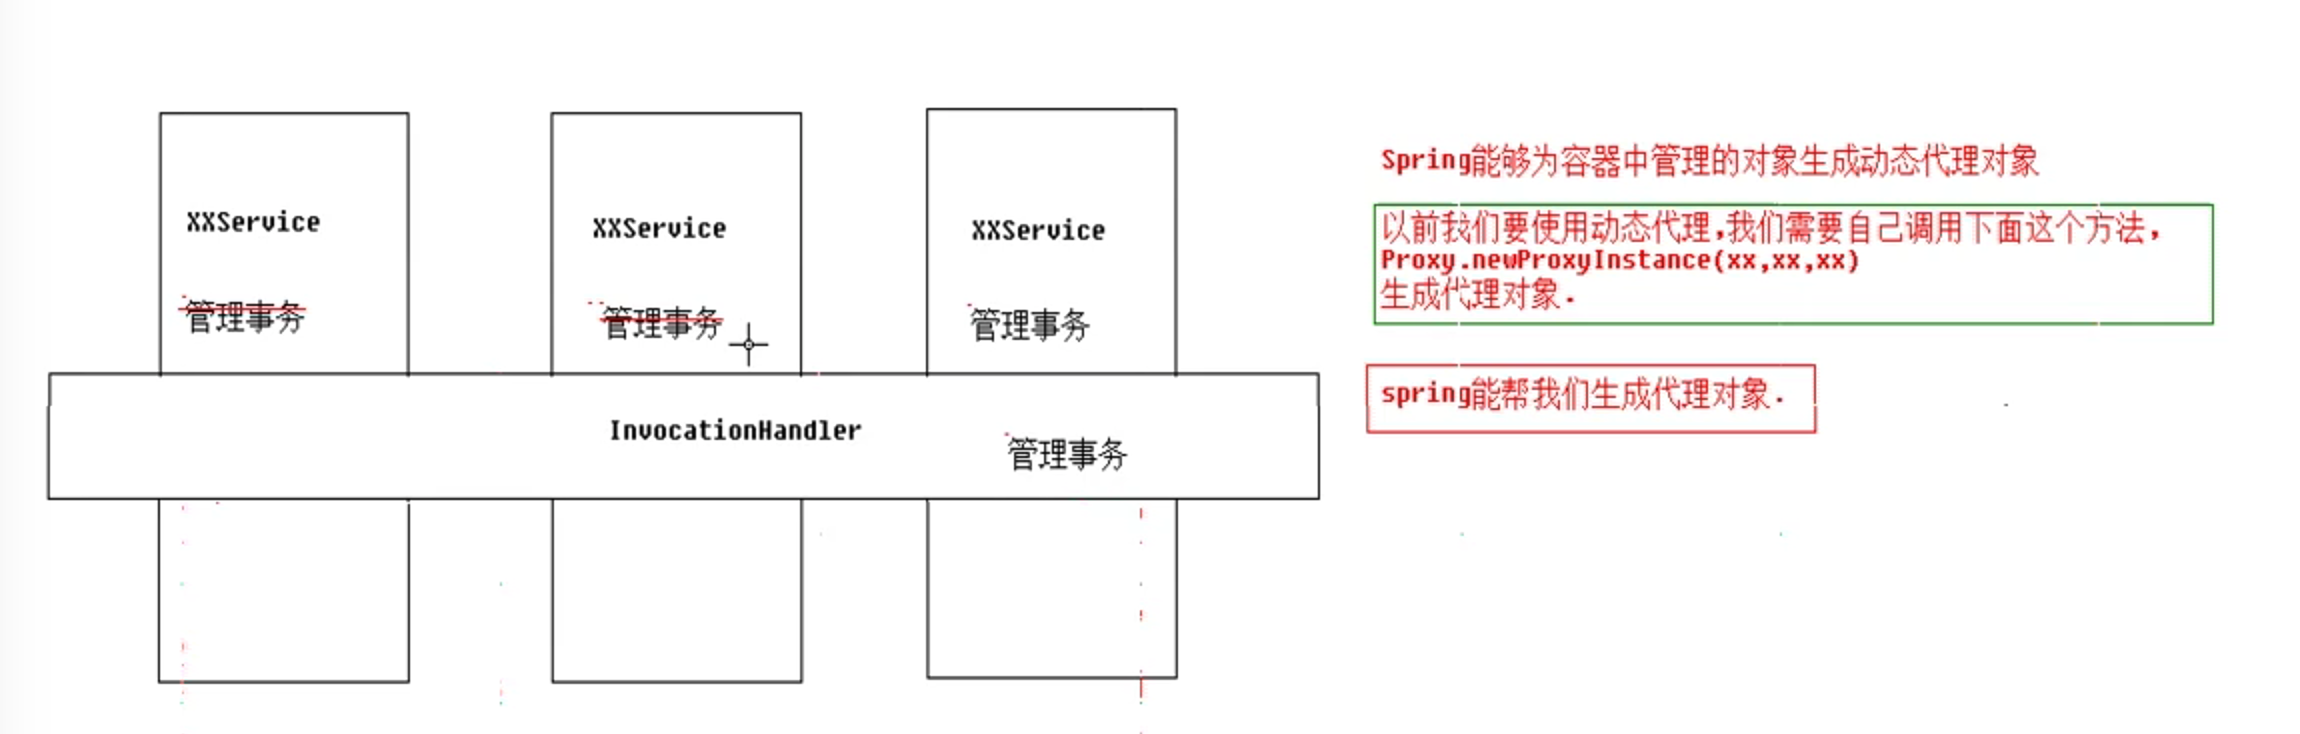 XXService
管理事务
XXService
管理事务
XXService
管理事务
InvocationHandler
管理事务
Spring能够为容器中管理的对象生成动态代理对象
以前我们要使用动态代理,我们需要自己调用下面这个方法,
Proxy.newProxyInstance(xx,xx,xx)
生成代理对象.
spring能帮我们生成代理对象.